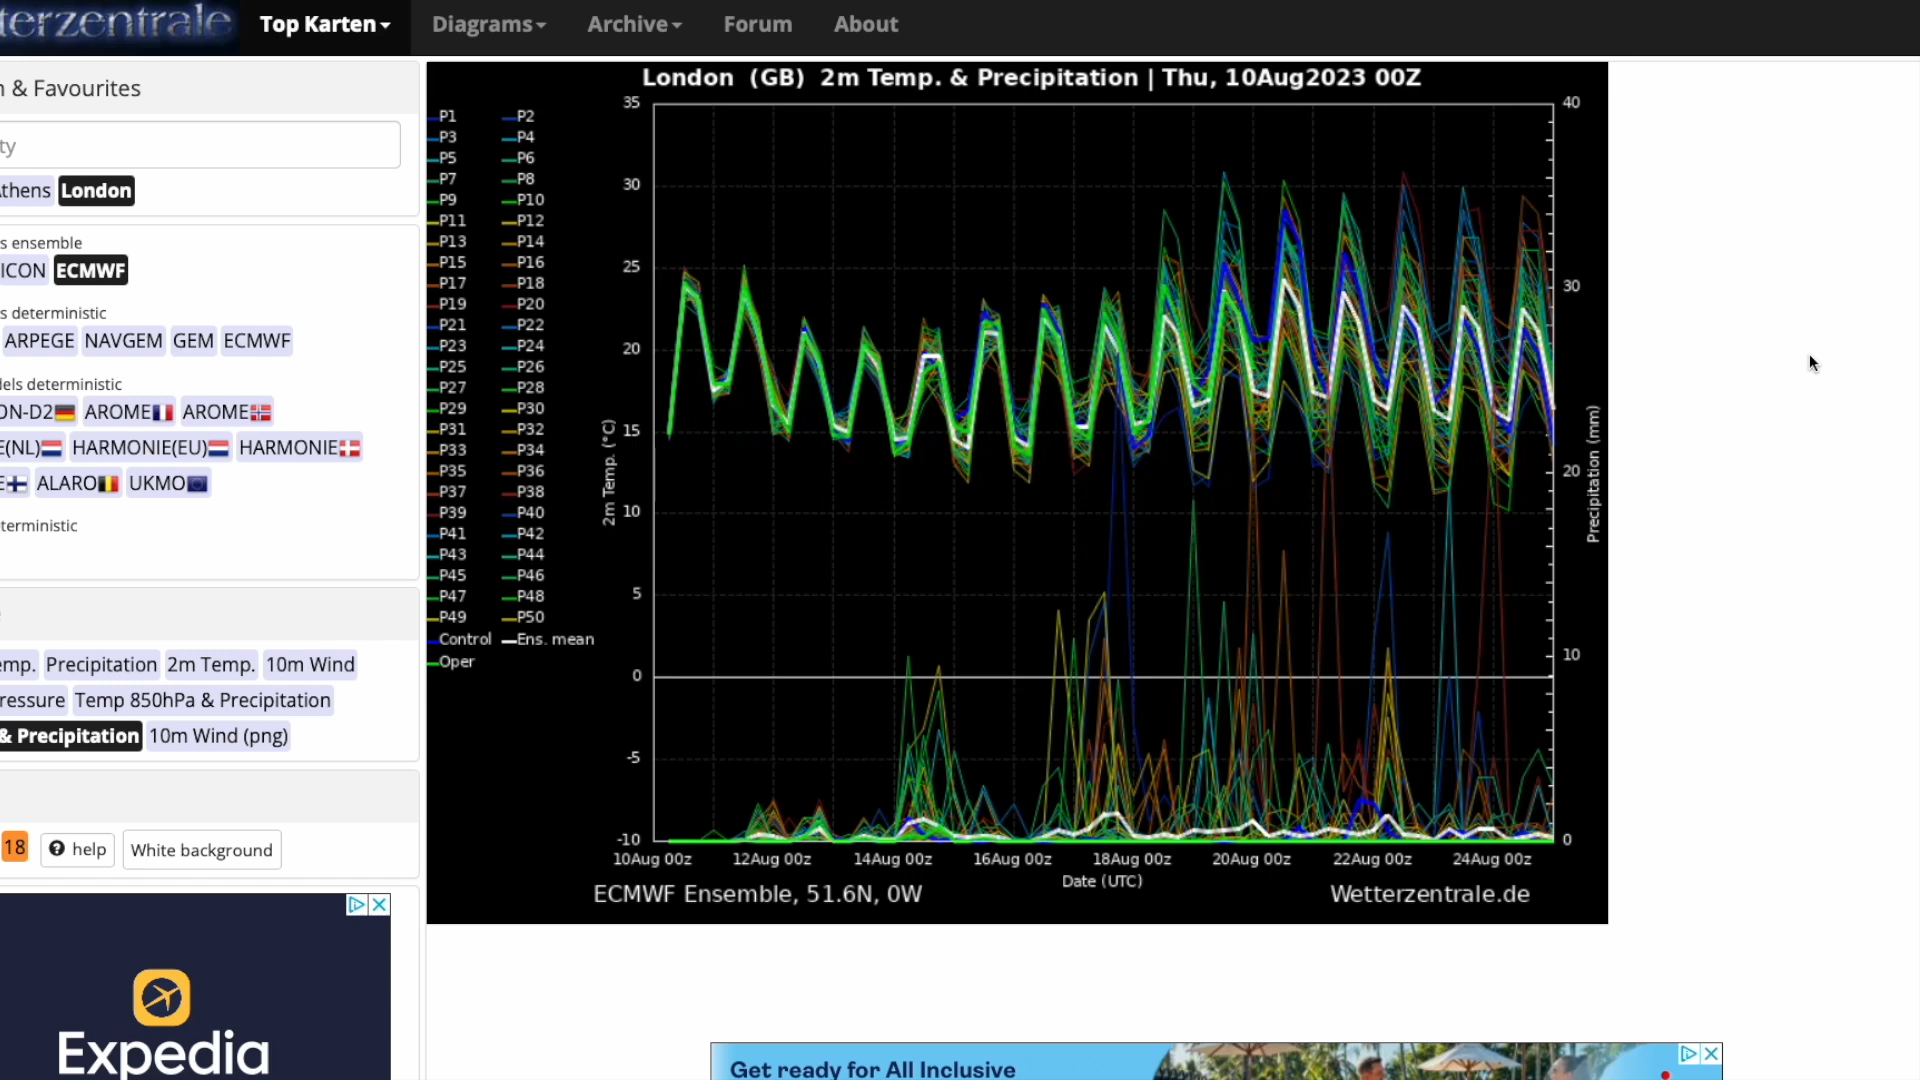 terzentrale Top Karten Diagrams Archive Forum About
n & Favourites
ty
Athens London
s ensemble
ICON ECMWF
s deterministic
ARPEGE NAVGEM GEM ECMWF
dels deterministic
ON-D2 AROME AROME
E(NL) HARMONIE(EU) HARMONIE
E ALARO UKMO
terministic
emp. Precipitation 2m Temp. 10m Wind
ressure Temp 850hPa & Precipitation
& Precipitation 10m Wind (png)
18 help White background
Expedia
London (GB) 2m Temp. & Precipitation | Thu, 10Aug2023 00Z
P1 P2
P3 P4
P5 P6
P7 P8
P9 P10
P11 P12
P13 P14
P15 P16
P17 P18
P19 P20
P21 P22
P23 P24
P25 P26
P27 P28
P29 P30
P31 P32
P33 P34
P35 P36
P37 P38
P39 P40
P41 P42
P43 P44
P45 P46
P47 P48
P49 P50
Control Ens. mean
Oper
2m Temp. (°C)
35
30
25
20
15
10
5
0
-5
-10
40
30
20
10
0
Precipitation (mm)
10Aug 00z 12Aug 00z 14Aug 00z 16Aug 00z 18Aug 00z 20Aug 00z 22Aug 00z 24Aug 00z
Date (UTC)
ECMWF Ensemble, 51.6N, 0W Wetterzentrale.de
Get ready for All Inclusive